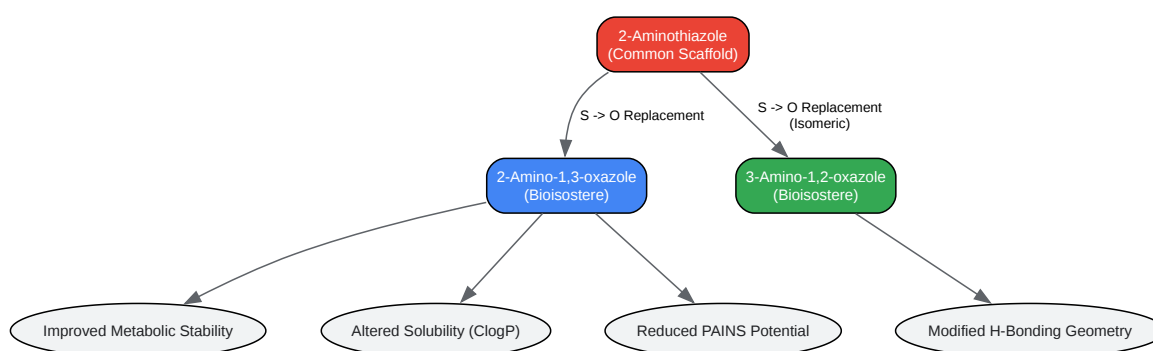 2-Aminothiazole
(Common Scaffold)
S -> O Replacement
S -> O Replacement
(Isomeric)
2-Amino-1,3-oxazole
(Bioisostere)
3-Amino-1,2-oxazole
(Bioisostere)
Improved Metabolic Stability
Altered Solubility (ClogP)
Reduced PAINS Potential
Modified H-Bonding Geometry